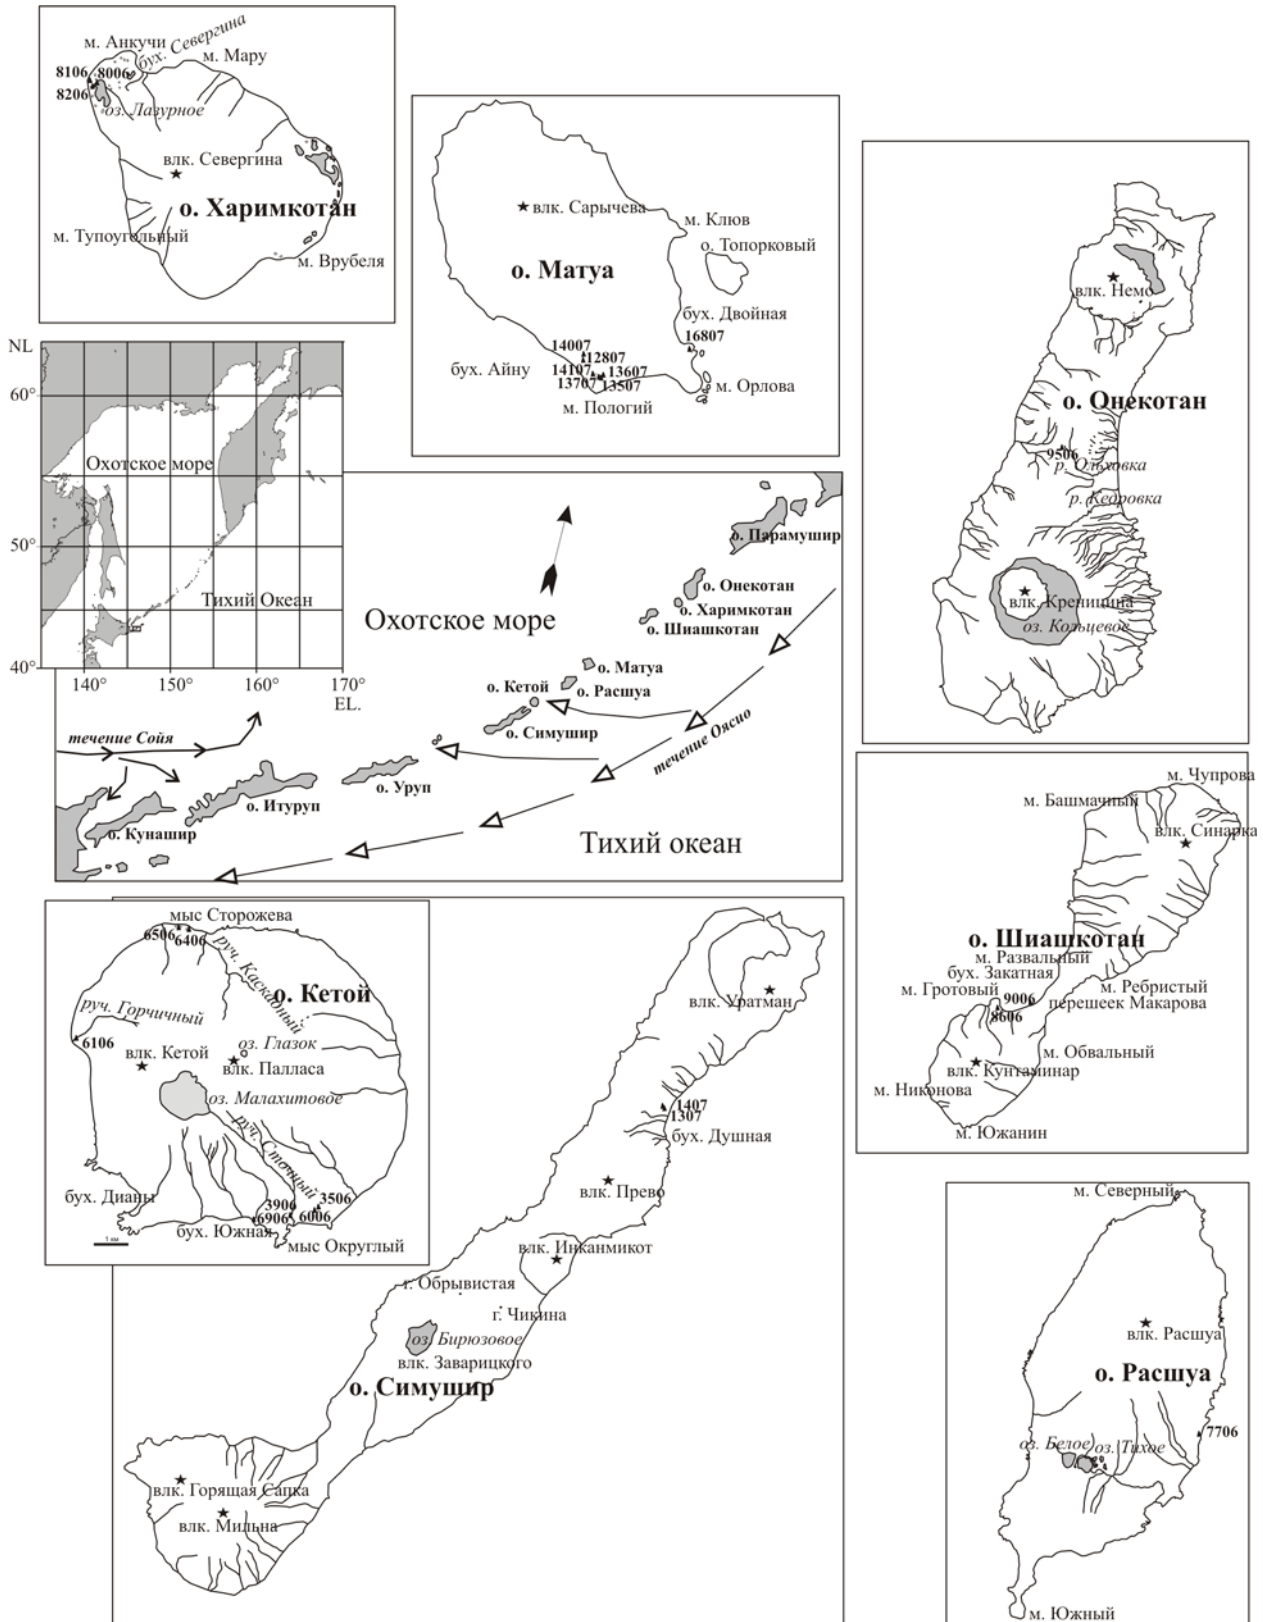 м. Анкучи
бух. Севергина
м. Мару
8106
8006
8206
оз. Лазурное
влк. Севергина
о. Харимкотан
м. Тупоугольный
м. Врубеля
влк. Сарычева
м. Клюв
о. Топорковый
о. Матуа
бух. Двойная
16807
14007
12807
бух. Айну
14107
13607
13707
13507
м. Орлова
м. Пологий
влк. Немо
о. Онекотан
9506
р. Ольховка
р. Кедровка
влк. Креницина
оз. Кольцевое
NL
60°
Охотское море
50°
Тихий Океан
40°
140°
150°
160°
170°
EL.
о. Парамушир
о. Онекотан
о. Харимкотан
о. Шиашкотан
Охотское море
о. Матуа
о. Расшуа
о. Кетой
о. Симушир
течение Сойя
течение Оясио
о. Уруп
о. Итуруп
о. Кунашир
Тихий океан
м. Чупрова
м. Башмачный
влк. Синарка
о. Шиашкотан
м. Развальный
бух. Закатная
м. Гротовый
м. Ребристый
9006
перешеек Макарова
8606
м. Обвальный
влк. Кунтаминар
м. Никонова
м. Южанин
мыс Сторожева
6506
6406
руч. Каскадный
о. Кетой
руч. Горчичный
6106
оз. Глазок
влк. Кетой
влк. Палласа
оз. Малахитовое
руч. Сточный
бух. Дианы
3906
3506
6906
6006
бух. Южная
1 км
мыс Округлый
влк. Уратман
1407
1307
бух. Душная
влк. Прево
влк. Инканмикот
г. Обрывистая
г. Чикина
оз. Бирюзовое
влк. Заварицкого
о. Симушир
влк. Горящая Сапка
влк. Мильна
м. Северный
влк. Расшуа
о. Расшуа
7706
оз. Белое
оз. Тихое
м. Южный